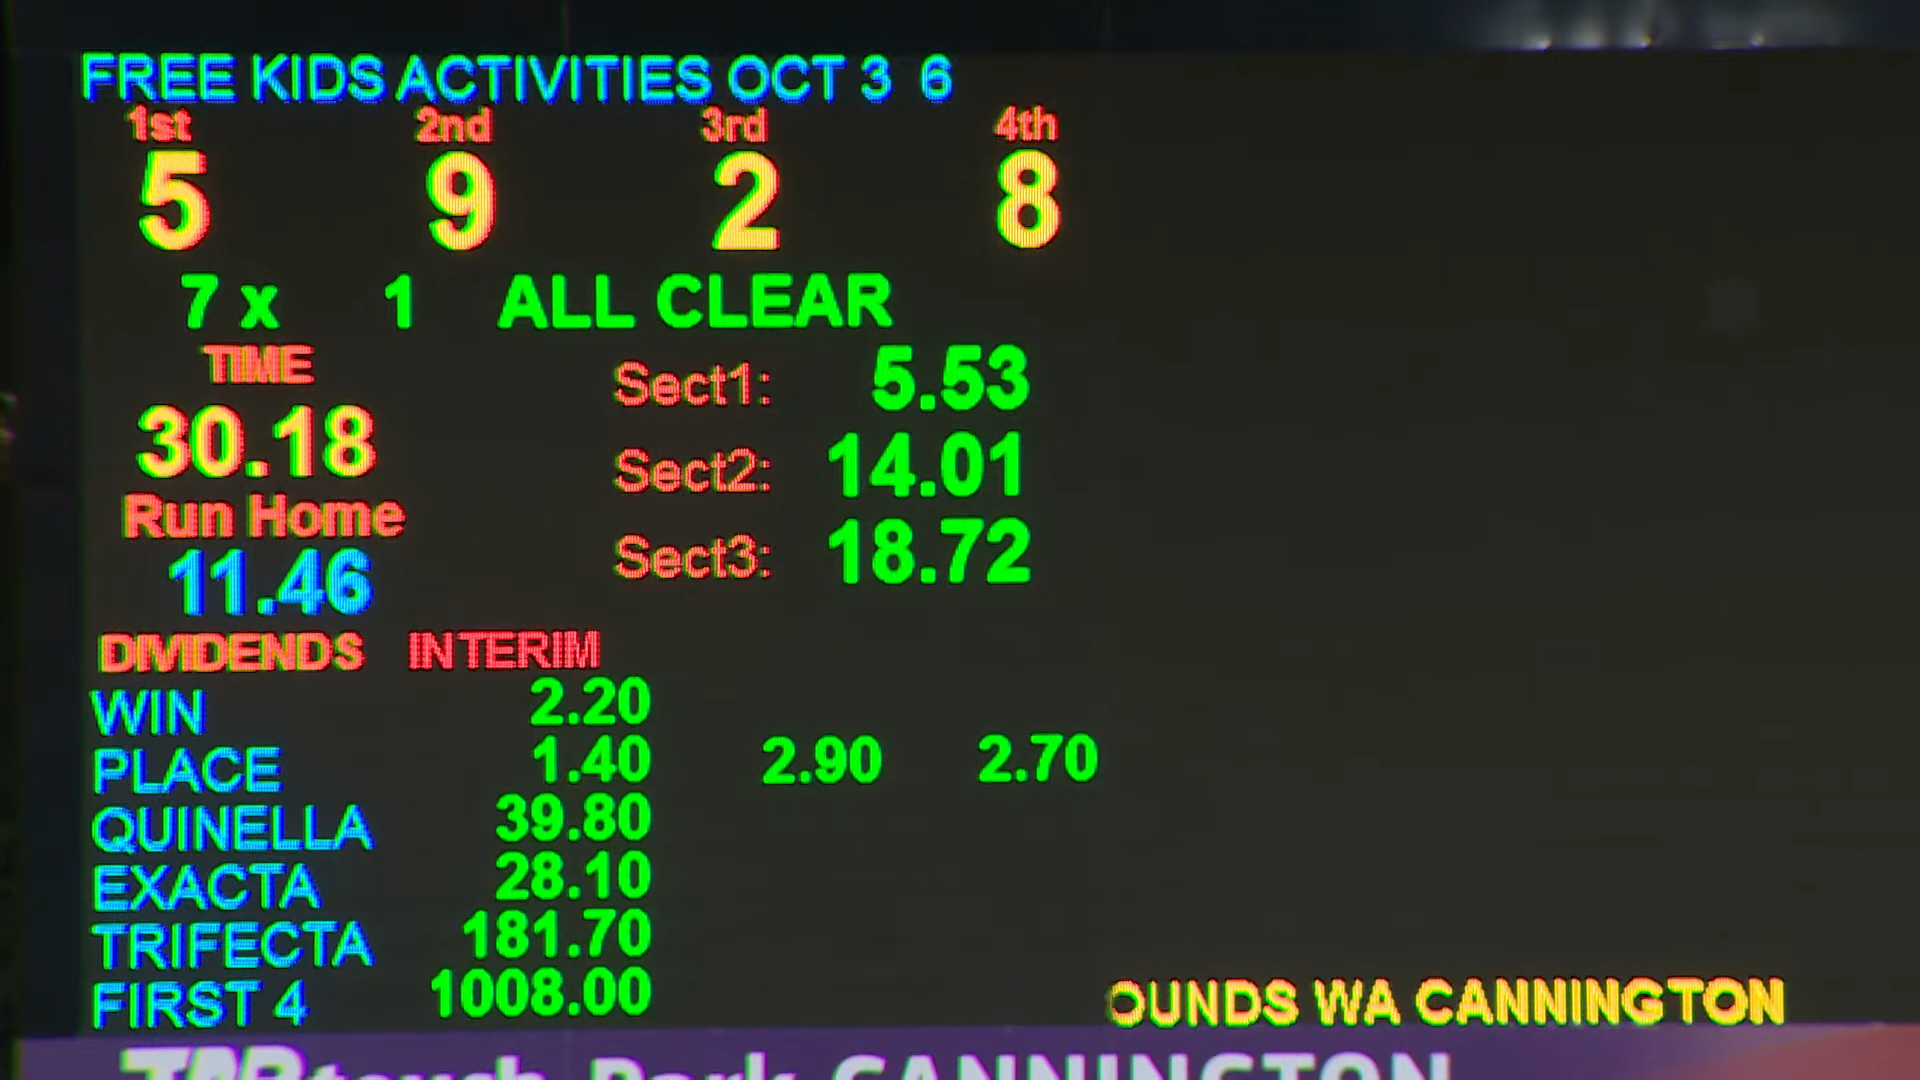 FREE KIDS ACTIVITIES OCT 3 6
1st 2nd 3rd 4th
5 9 2 8
7 x 1 ALL CLEAR
TIME
30.18
Run Home
11.46
Sect1: 5.53
Sect2: 14.01
Sect3: 18.72
DIVIDENDS INTERIM
WIN 2.20
PLACE 1.40 2.90 2.70
QUINELLA 39.80
EXACTA 28.10
TRIFECTA 181.70
FIRST 4 1008.00
OUNDS WA CANNINGTON
TABtouch Park CANNINGTON